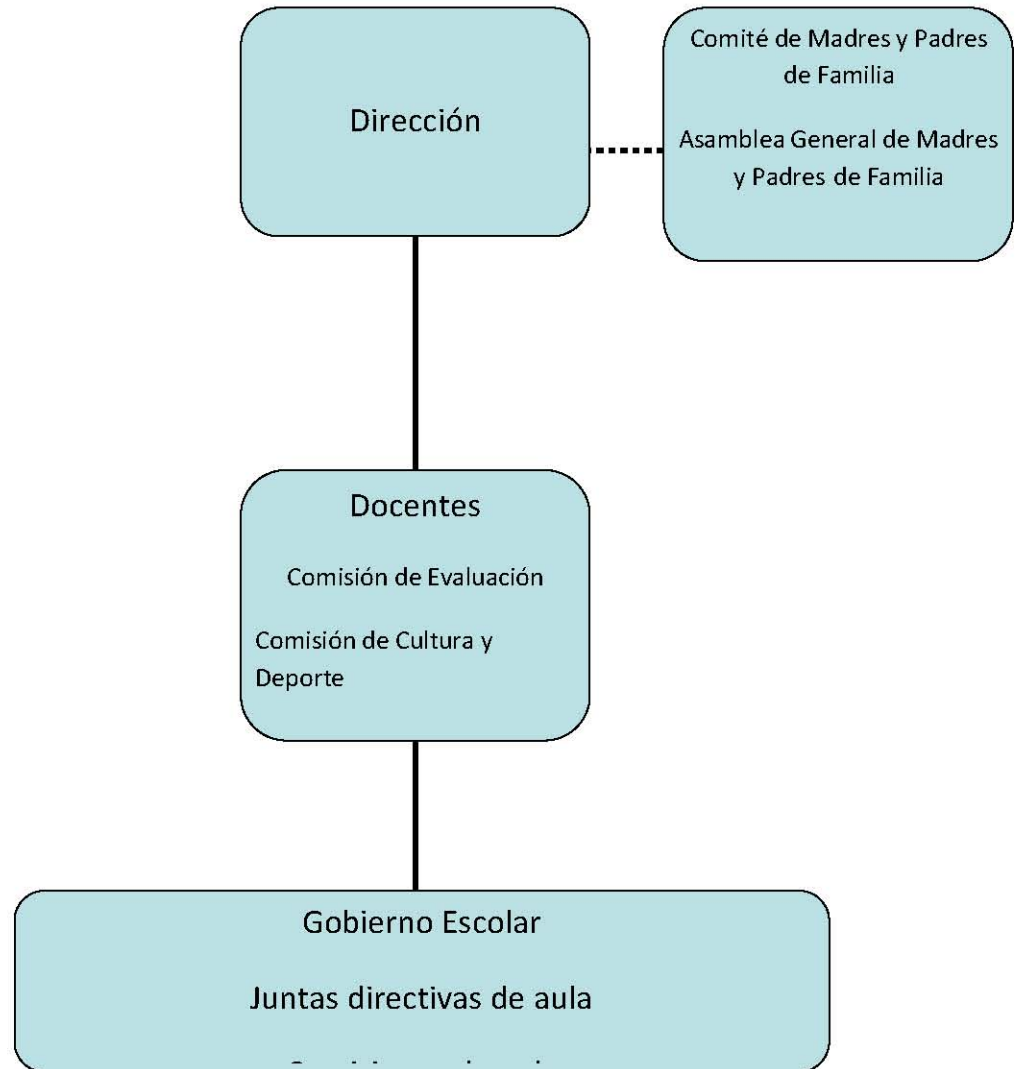 Dirección
Comité de Madres y Padres
de Familia
Asamblea General de Madres
y Padres de Familia
Docentes
Comisión de Evaluación
Comisión de Cultura y
Deporte
Gobierno Escolar
Juntas directivas de aula